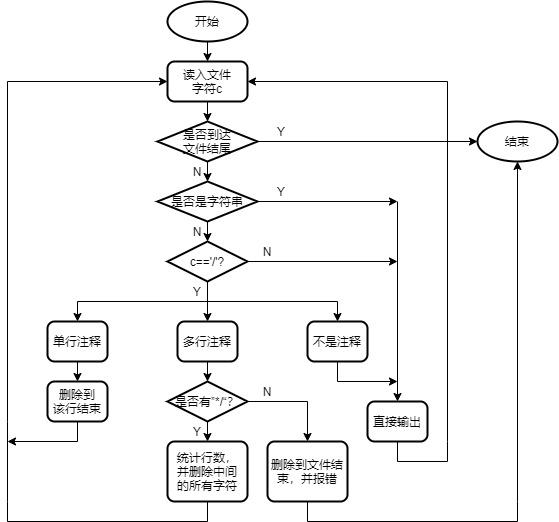 开始
读入文件
字符c
是否到达
文件结尾
Y
结束
N
是否是字符串
Y
N
c=='/'?
N
Y
单行注释
多行注释
不是注释
删除到
该行结束
是否有"*/"?
N
直接输出
Y
统计行数，
并删除中间
的所有字符
删除到文件结
束，并报错